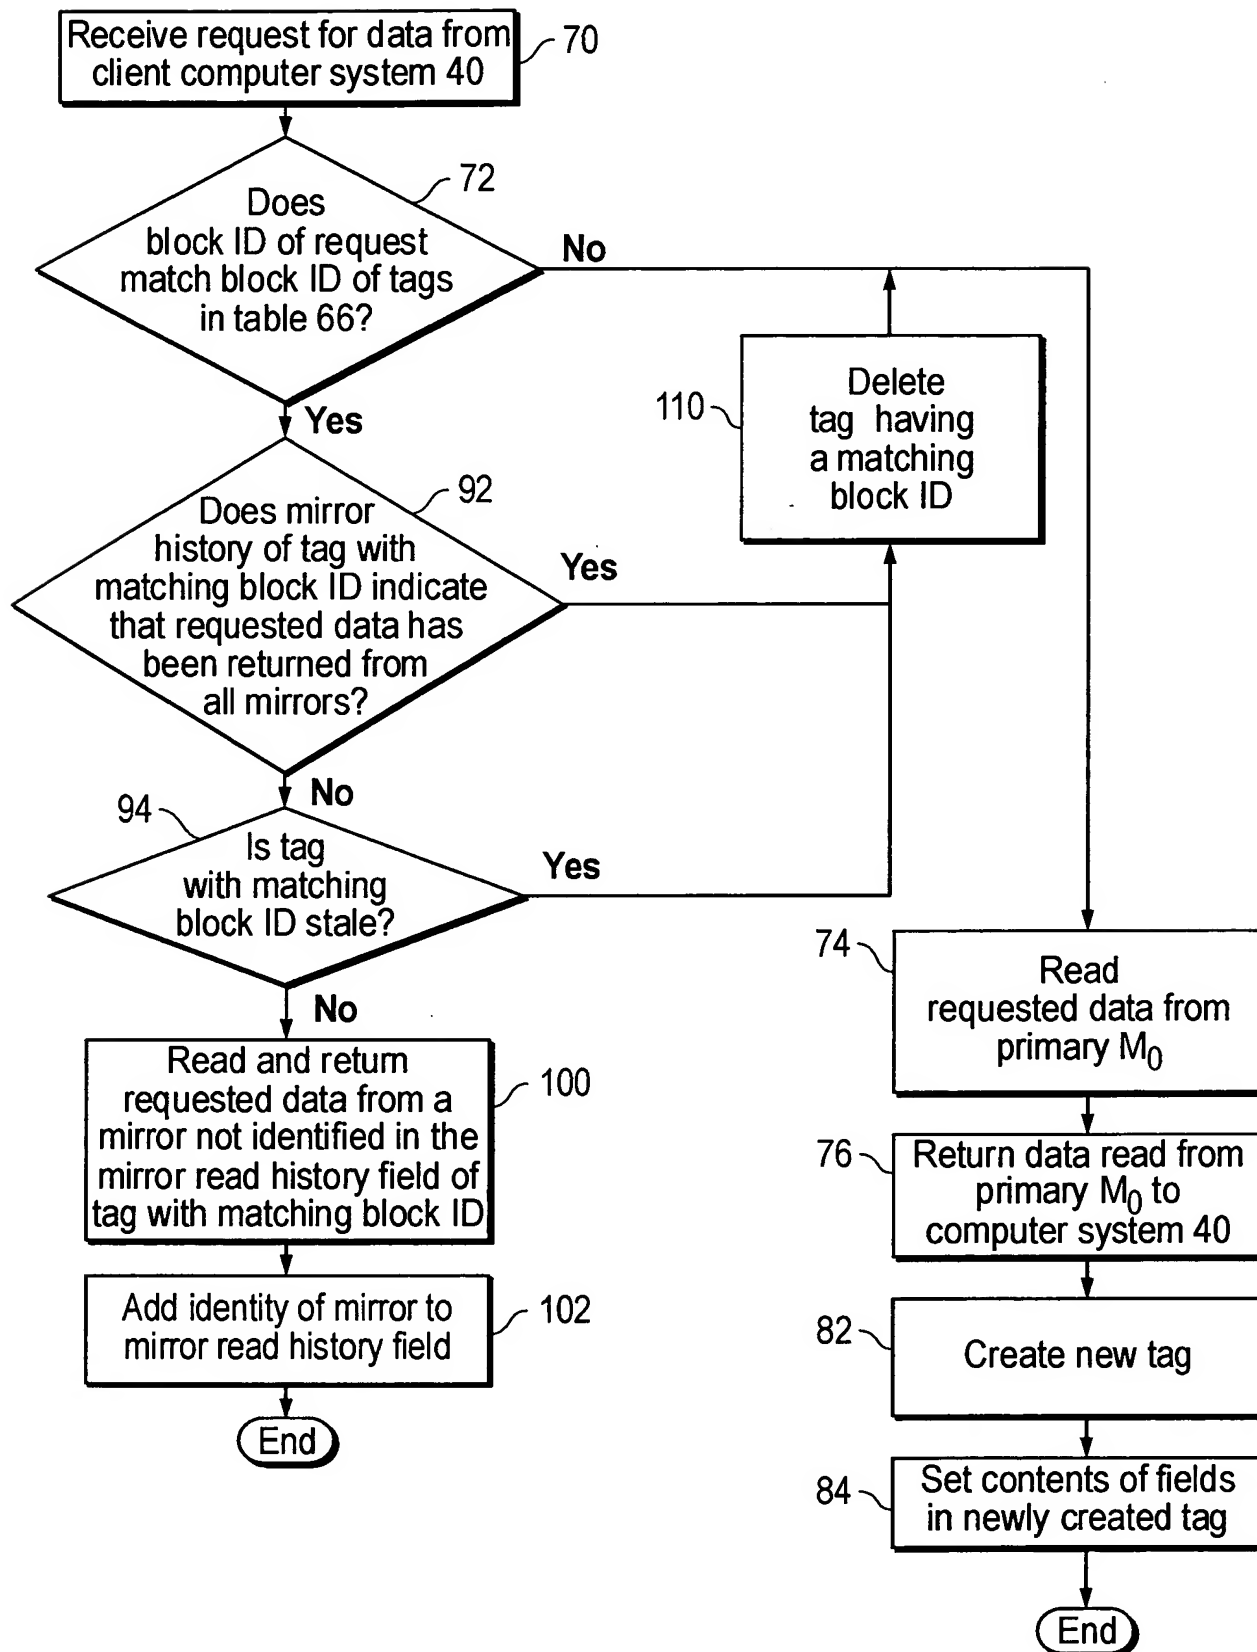 Receive request for data from
client computer system 40
70
72
Does
block ID of request
match block ID of tags
in table 66?
No
Yes
110
Delete
tag having
a matching
block ID
92
Does mirror
history of tag with
matching block ID indicate
that requested data has
been returned from
all mirrors?
Yes
No
94
Is tag
with matching
block ID stale?
Yes
No
Read and return
requested data from a
mirror not identified in the
mirror read history field of
tag with matching block ID
100
Add identity of mirror to
mirror read history field
102
End
74
Read
requested data from
primary M0
76
Return data read from
primary M0 to
computer system 40
82
Create new tag
84
Set contents of fields
in newly created tag
End